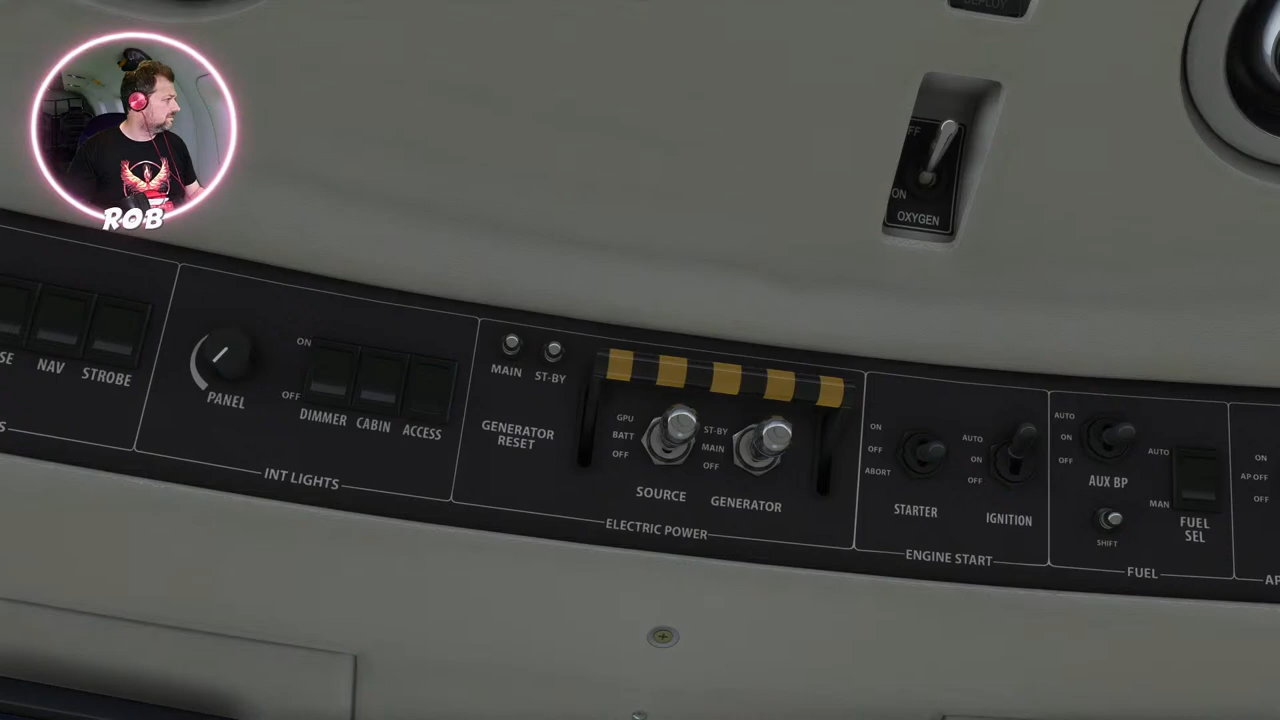 DEPLOY
ROB
OFF
ON
OXYGEN
SE
NAV
STROBE
S
PANEL
ON
OFF
DIMMER
CABIN
ACCESS
INT LIGHTS
MAIN
ST-BY
GENERATOR
RESET
GPU
BATT
OFF
SOURCE
ST-BY
MAIN
OFF
GENERATOR
ELECTRIC POWER
ON
OFF
ABORT
STARTER
AUTO
ON
OFF
IGNITION
ENGINE START
AUTO
ON
OFF
AUX BP
SHIFT
AUTO
MAN
FUEL
SEL
FUEL
ON
AP OFF
OFF
AP